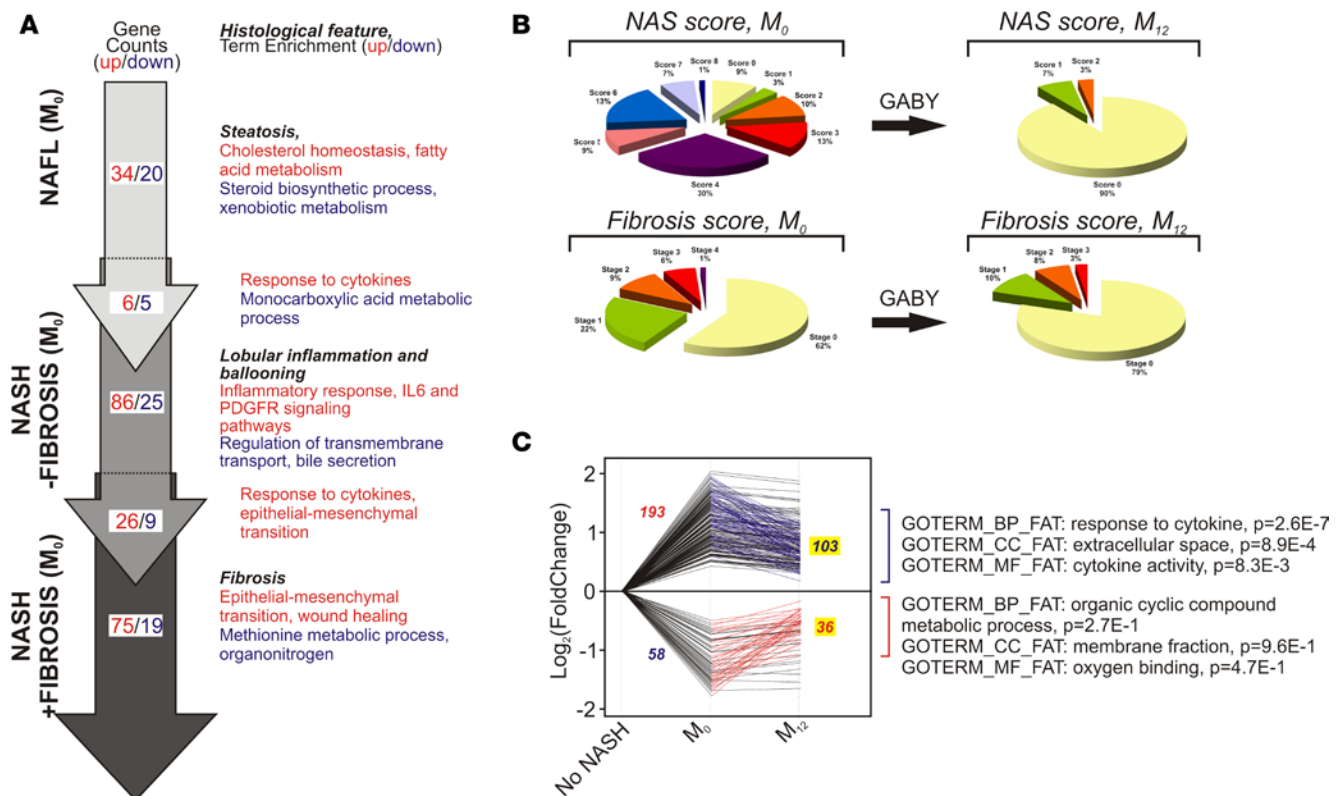 A
Gene
Counts
(up/down)
Histological feature,
Term Enrichment (up/down)
NAFL (M0)
34/20
Steatosis,
Cholesterol homeostasis, fatty
acid metabolism
Steroid biosynthetic process,
xenobiotic metabolism
6/5
Response to cytokines
Monocarboxylic acid metabolic
process
NASH
-FIBROSIS (M0)
86/25
Lobular inflammation and
ballooning
Inflammatory response, IL6 and
PDGFR signaling
pathways
Regulation of transmembrane
transport, bile secretion
26/9
Response to cytokines,
epithelial-mesenchymal
transition
NASH
+FIBROSIS (M0)
75/19
Fibrosis
Epithelial-mesenchymal
transition, wound healing
Methionine metabolic process,
organonitrogen
B
NAS score, M0
Score 0
9%
Score 1
3%
Score 2
10%
Score 3
13%
Score 4
30%
Score 5
9%
Score 6
13%
Score 7
7%
Score 8
1%
GABY
NAS score, M12
Score 1
7%
Score 2
3%
Score 0
90%
Fibrosis score, M0
Stage 1
22%
Stage 2
9%
Stage 3
6%
Stage 4
1%
Stage 0
62%
GABY
Fibrosis score, M12
Stage 1
10%
Stage 2
8%
Stage 3
3%
Stage 0
79%
C
Log2(FoldChange)
2
1
0
-1
-2
193
58
103
36
No NASH
M0
M12
GOTERM_BP_FAT: response to cytokine, p=2.6E-7
GOTERM_CC_FAT: extracellular space, p=8.9E-4
GOTERM_MF_FAT: cytokine activity, p=8.3E-3
GOTERM_BP_FAT: organic cyclic compound
metabolic process, p=2.7E-1
GOTERM_CC_FAT: membrane fraction, p=9.6E-1
GOTERM_MF_FAT: oxygen binding, p=4.7E-1